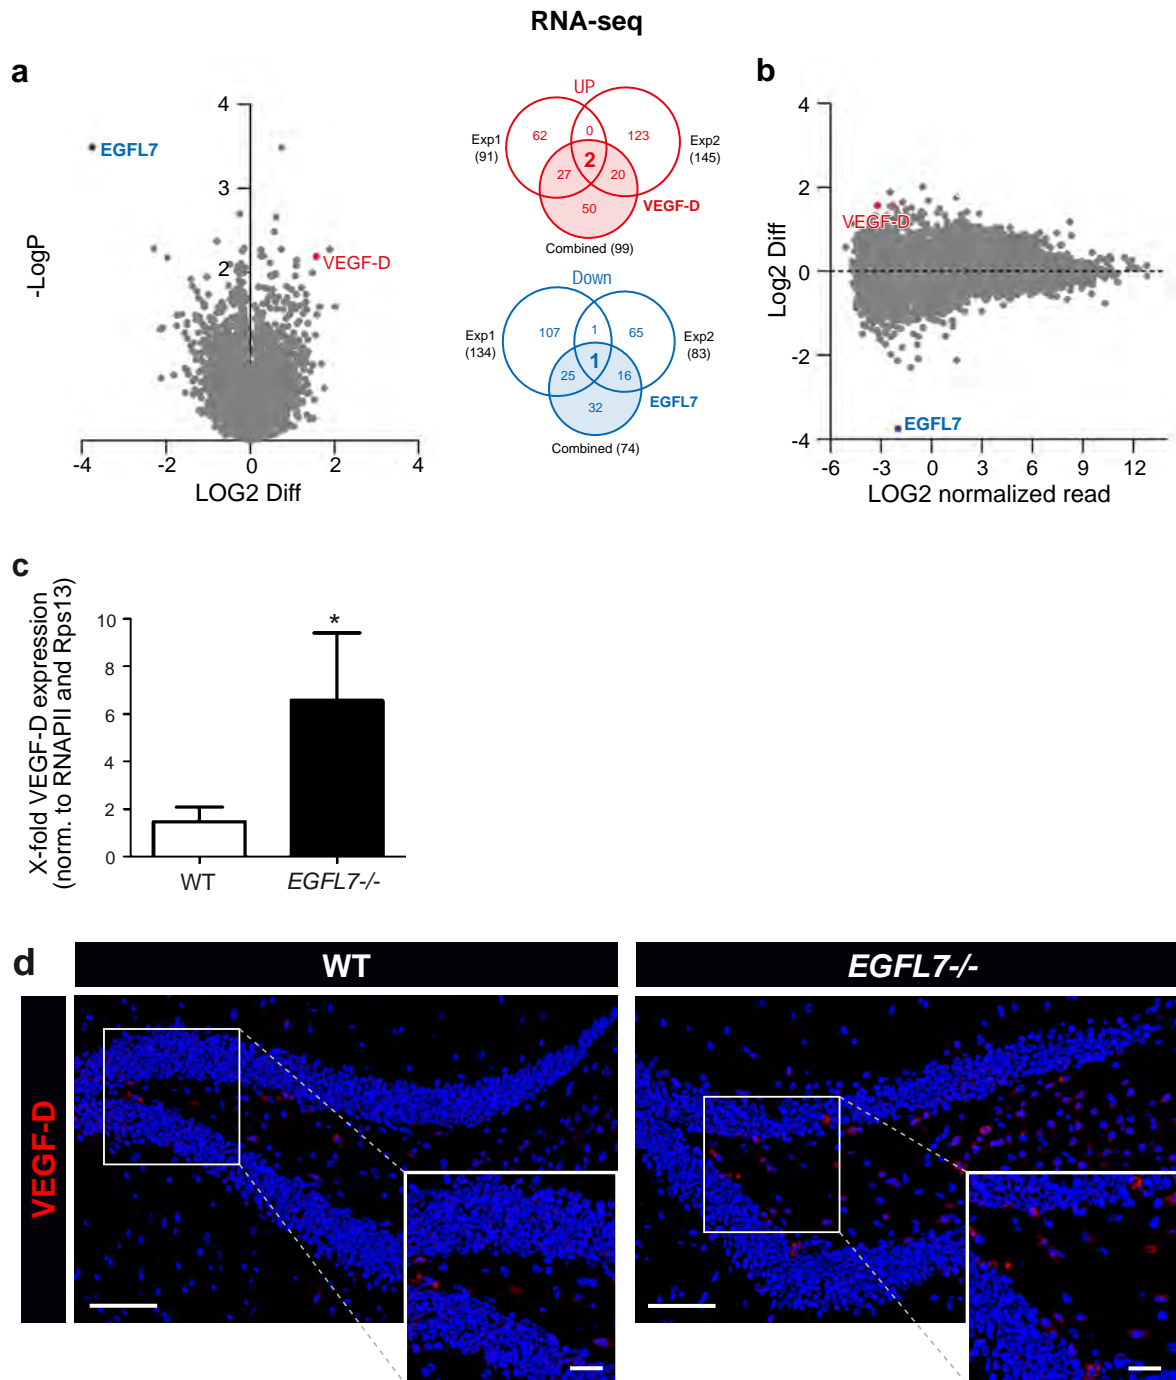 RNA-seq
a
4
3
2
-LogP
EGFL7
VEGF-D
-4
-2
0
2
4
LOG2 Diff
UP
Exp1
(91)
62
0
123
Exp2
(145)
2
27
20
50
VEGF-D
Combined (99)
Down
Exp1
(134)
107
1
65
Exp2
(83)
1
25
16
32
EGFL7
Combined (74)
b
4
2
0
-2
-4
Log2 Diff
VEGF-D
EGFL7
-6
-3
0
3
6
9
12
LOG2 normalized read
c
X-fold VEGF-D expression
(norm. to RNAPII and Rps13)
10
8
6
4
2
0
*
WT
EGFL7-/-
d
WT
EGFL7-/-
VEGF-D